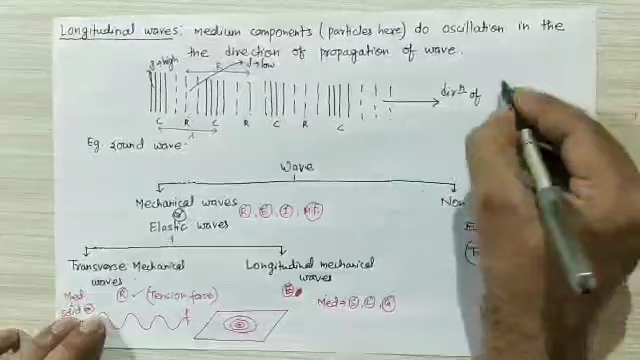 Longitudinal waves: medium components (particles here) do oscillation in the
the direction of propagation of wave.
ρ→high
ρ→low
λ
dirn of
C R C R C R C
λ
Eg. sound wave.
Wave
Mechanical waves
or
Elastic waves
R, E, I, M.F.
Non
Transverse Mechanical
waves
Longitudinal mechanical
waves
R ✓ (Tension force)
E
Med
Solid
Med → S, L, G